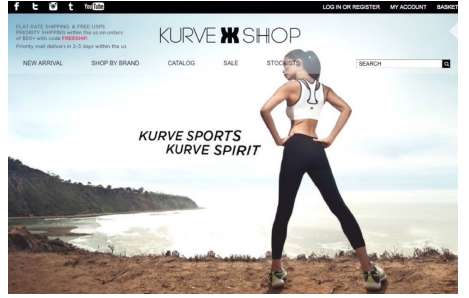 f t t You Tube
LOG IN OR REGISTER MY ACCOUNT BASKET
FLAT RATE SHIPPING & FREE USPS
PRIORITY SHIPPING within the us on orders
of $50+ with code FREESHIP.
Priority mail delivers in 2-3 days within the us
KURVE SHOP
NEW ARRIVAL SHOP BY BRAND CATALOG SALE STOCKISTS SEARCH
KURVE SPORTS
KURVE SPIRIT